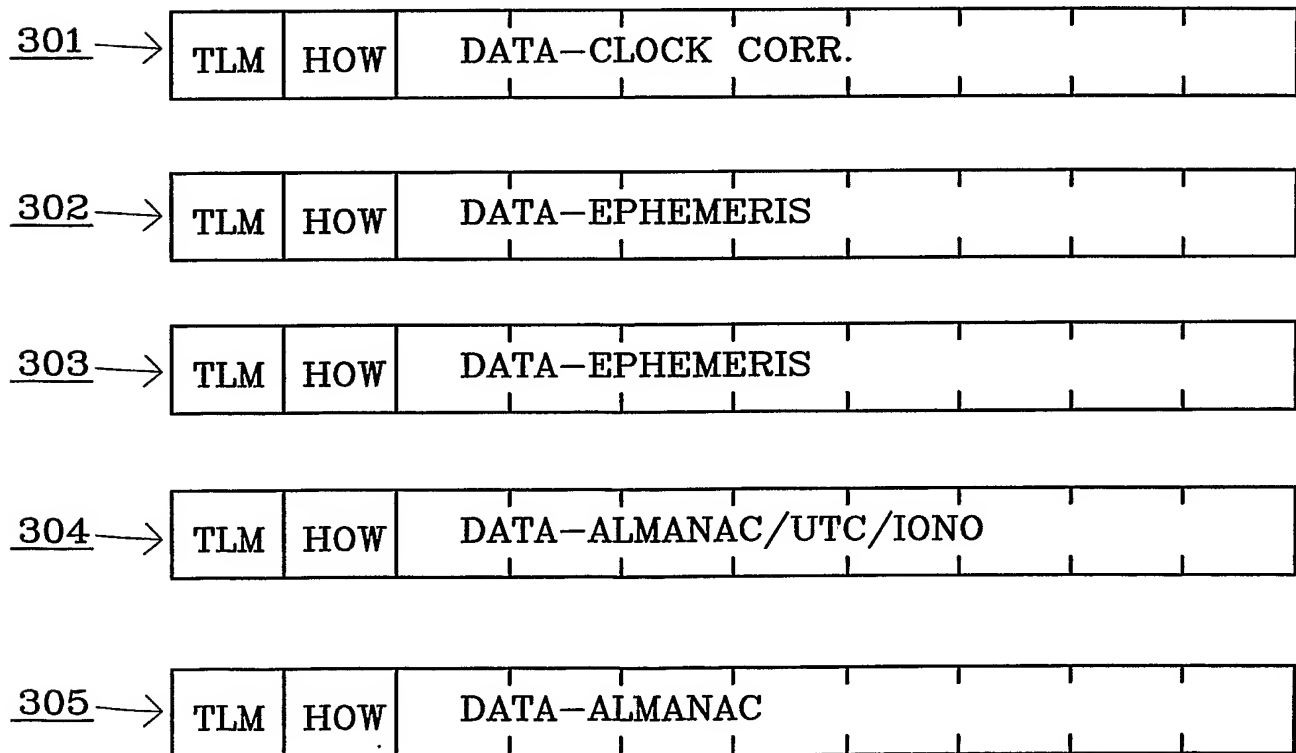 301 TLM HOW DATA-CLOCK CORR.
302 TLM HOW DATA-EPHEMERIS
303 TLM HOW DATA-EPHEMERIS
304 TLM HOW DATA-ALMANAC/UTC/IONO
305 TLM HOW DATA-ALMANAC